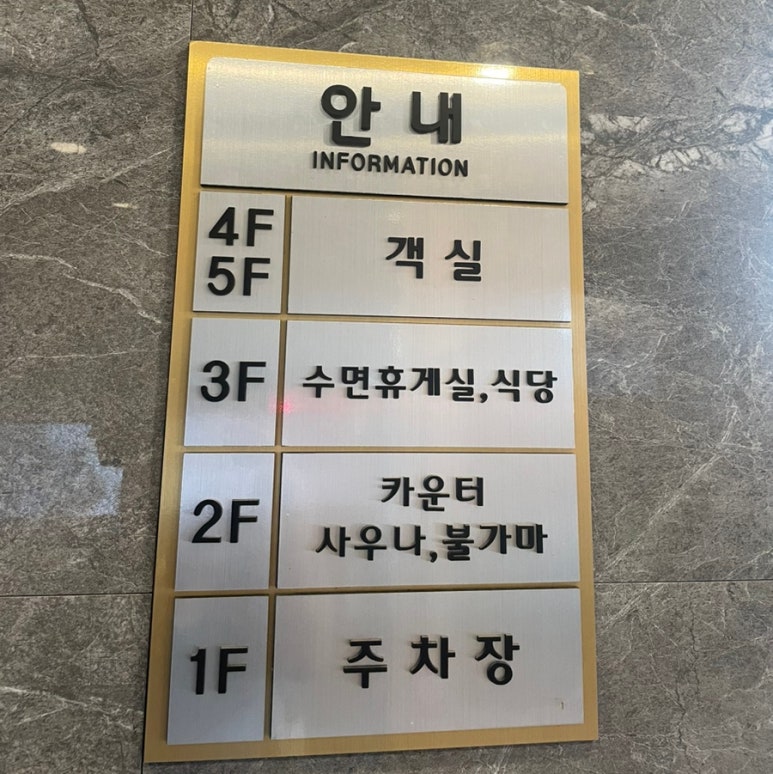 안내
INFORMATION
4F
5F
객실
3F
수면휴게실,식당
2F
카운터
사우나,불가마
1F
주차장